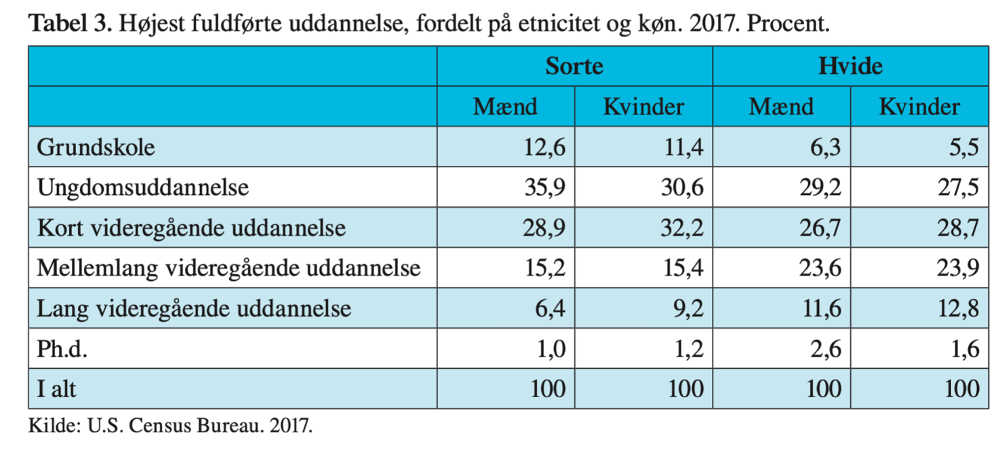 Tabel 3. Højest fuldførte uddannelse, fordelt på etnicitet og køn. 2017. Procent.
Sorte Hvide
Mænd Kvinder Mænd Kvinder
Grundskole 12,6 11,4 6,3 5,5
Ungdomsuddannelse 35,9 30,6 29,2 27,5
Kort videregående uddannelse 28,9 32,2 26,7 28,7
Mellemlang videregående uddannelse 15,2 15,4 23,6 23,9
Lang videregående uddannelse 6,4 9,2 11,6 12,8
Ph.d. 1,0 1,2 2,6 1,6
I alt 100 100 100 100
Kilde: U.S. Census Bureau. 2017.